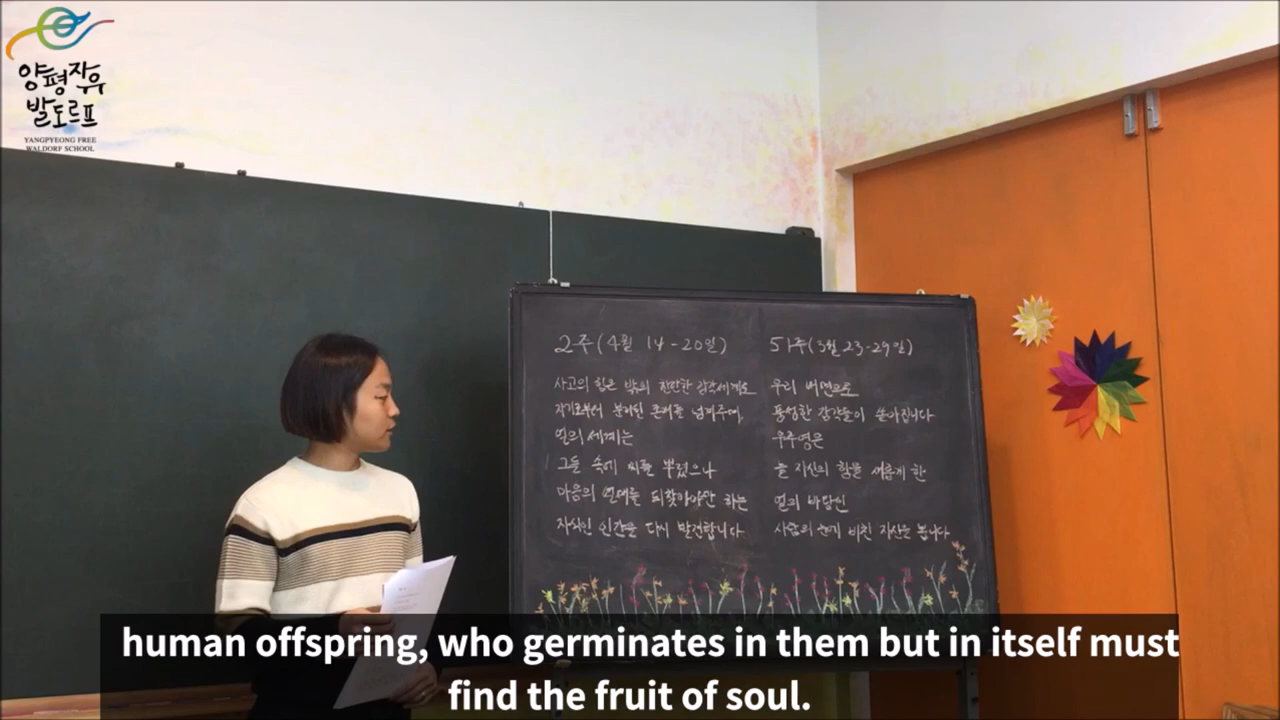 양평자유
발도르프
YANGPYEONG FREE
WALDORF SCHOOL
2주(4월 14-20일)
사고의 힘은 밖의 찬란한 감각세계로
자기로부터 분리된 존재를 넘겨주며,
얼의 세계는
그들 속에 씨를 뿌렸으나
마음의 열매를 되찾아야만 하는
자식인 인간을 다시 발견합니다
51주(3월 23-29일)
우리 내면으로
풍성한 감각들이 쏟아집니다
우주영은
늘 자신의 힘을 새롭게 한
얼의 바탕인
사람의 눈에 비친 자신을 봅니다
human offspring, who germinates in them but in itself must
find the fruit of soul.